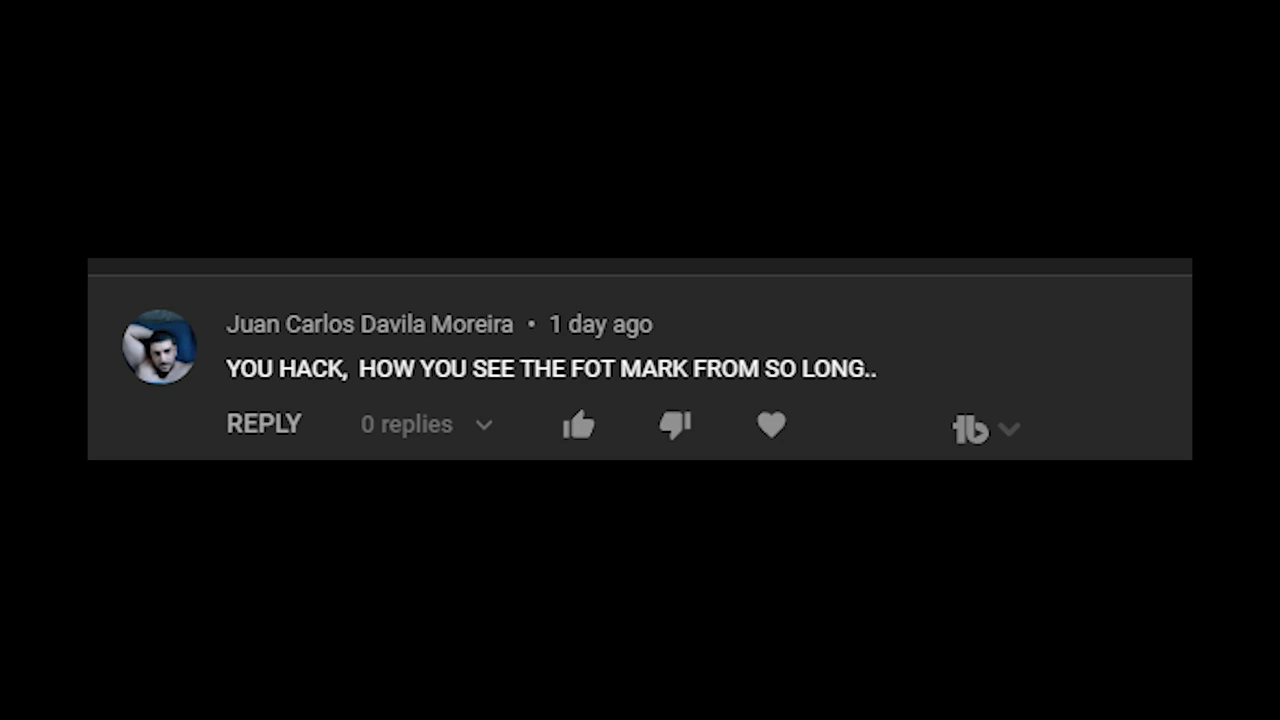 Juan Carlos Davila Moreira • 1 day ago
YOU HACK,  HOW YOU SEE THE FOT MARK FROM SO LONG..
REPLY 0 replies tb